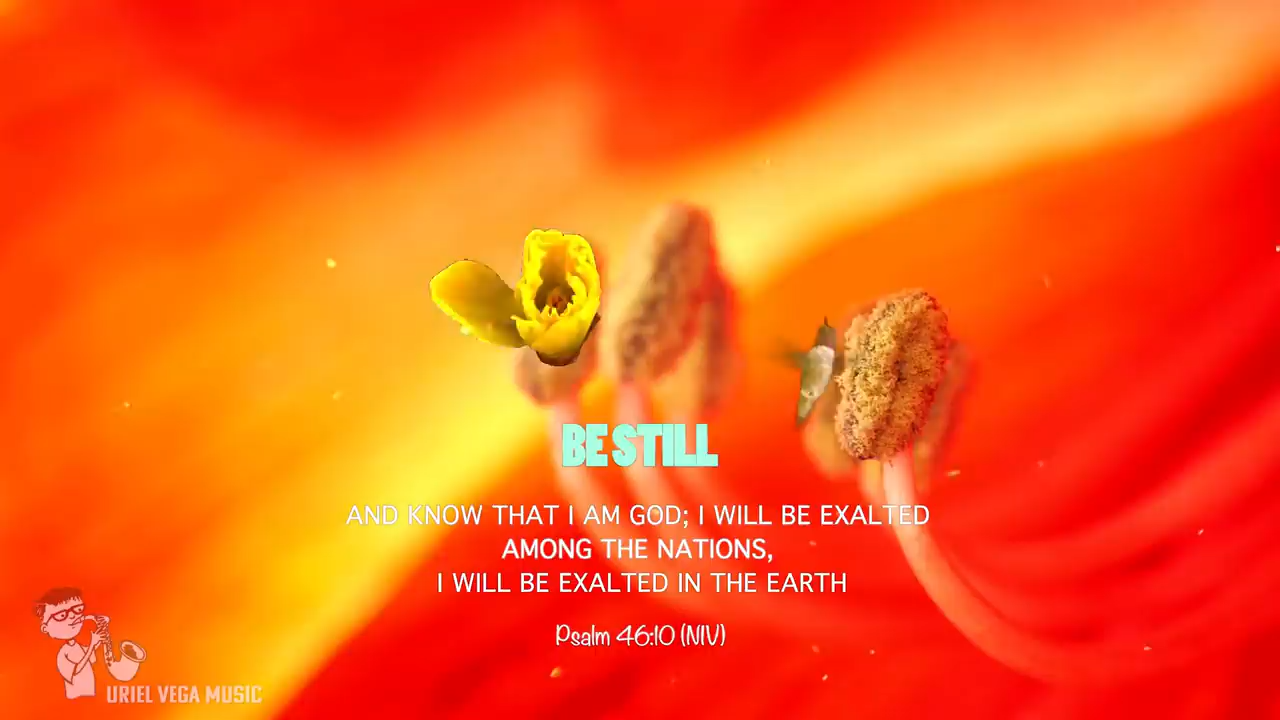 BE STILL
AND KNOW THAT I AM GOD; I WILL BE EXALTED
AMONG THE NATIONS,
I WILL BE EXALTED IN THE EARTH
Psalm 46:10 (NIV)
URIEL VEGA MUSIC